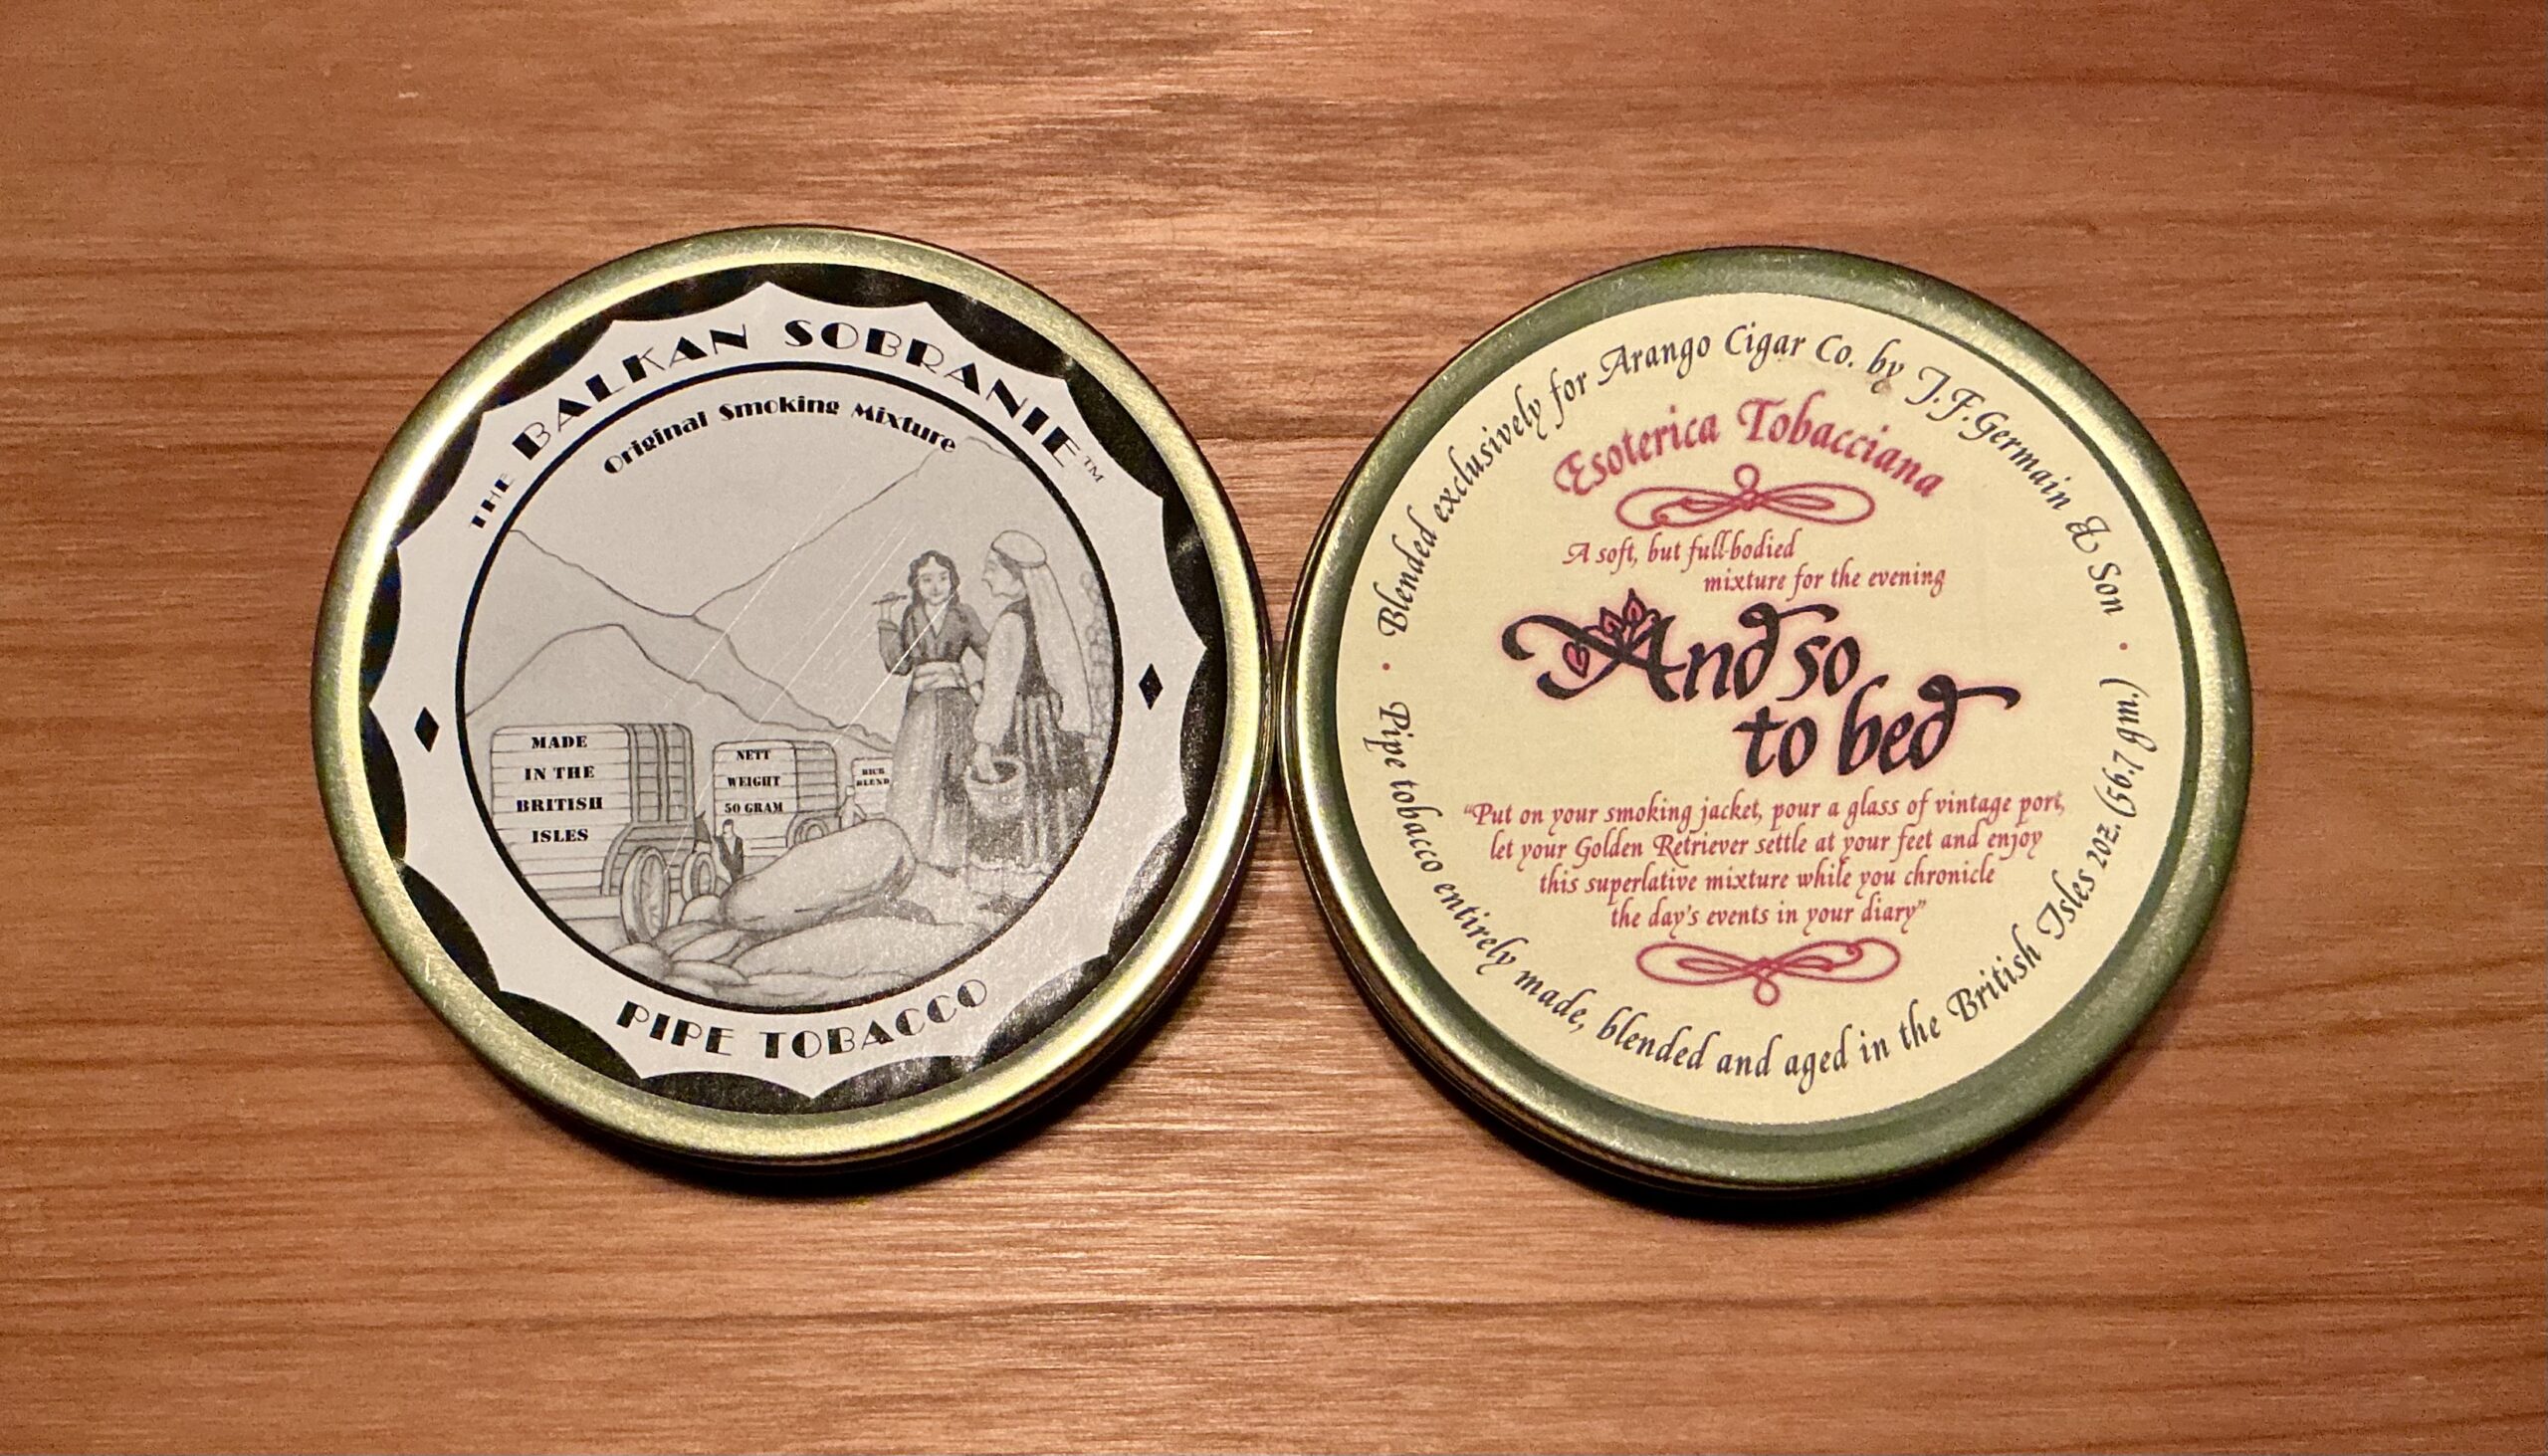 THE BALKAN SOBRANIE™
Original Smoking Mixture
MADE
IN THE
BRITISH
ISLES
NETT
WEIGHT
50 GRAM
RICH
BLEND
PIPE TOBACCO
Blended exclusively for Arango Cigar Co. by J.F.Germain & Son
Esoterica Tobacciana
A soft, but full-bodied
mixture for the evening
And so
to bed
"Put on your smoking jacket, pour a glass of vintage port,
let your Golden Retriever settle at your feet and enjoy
this superlative mixture while you chronicle
the day's events in your diary"
Pipe tobacco entirely made, blended and aged in the British Isles 2oz. (56.7 gm.)